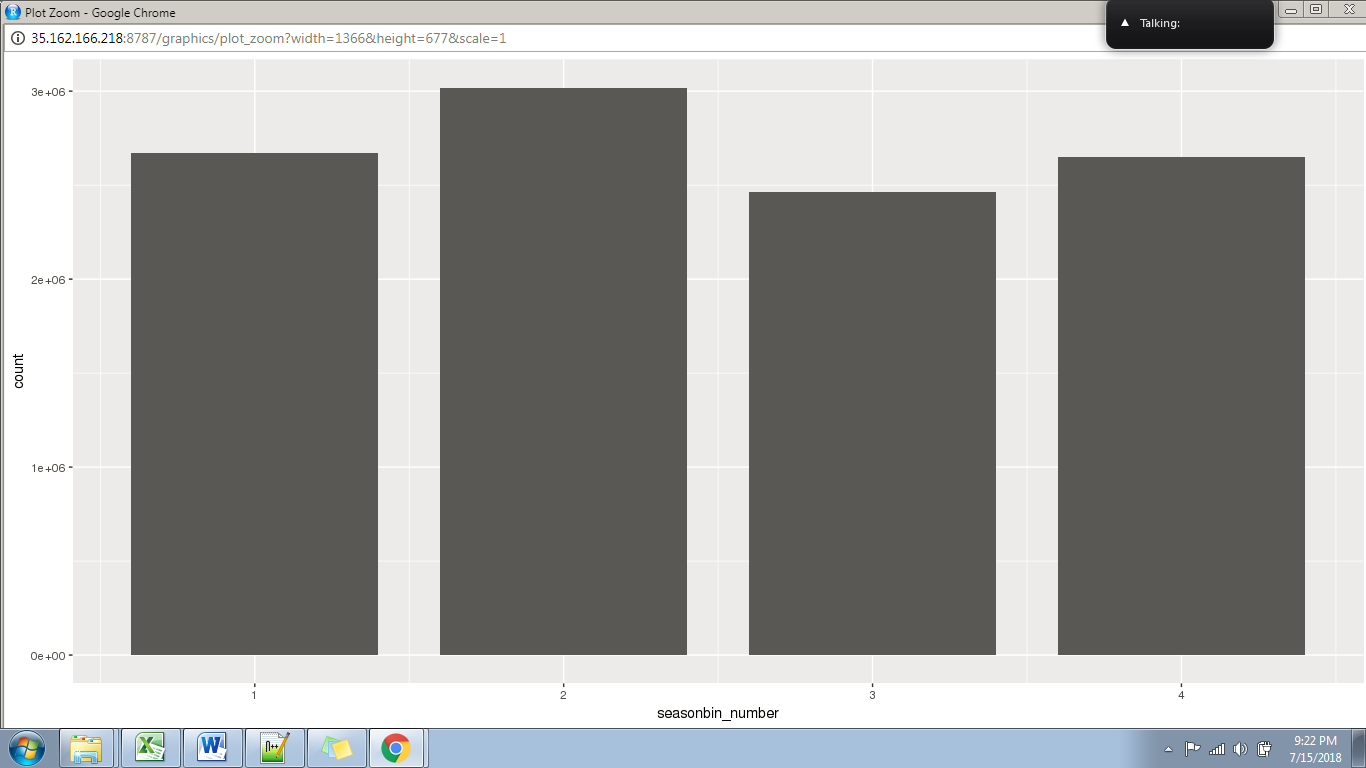 Plot Zoom - Google Chrome
Talking:
35.162.166.218:8787/graphics/plot_zoom?width=1366&height=677&scale=1
3e+06
2e+06
1e+06
0e+00
count
1 2 3 4
seasonbin_number
9:22 PM
7/15/2018